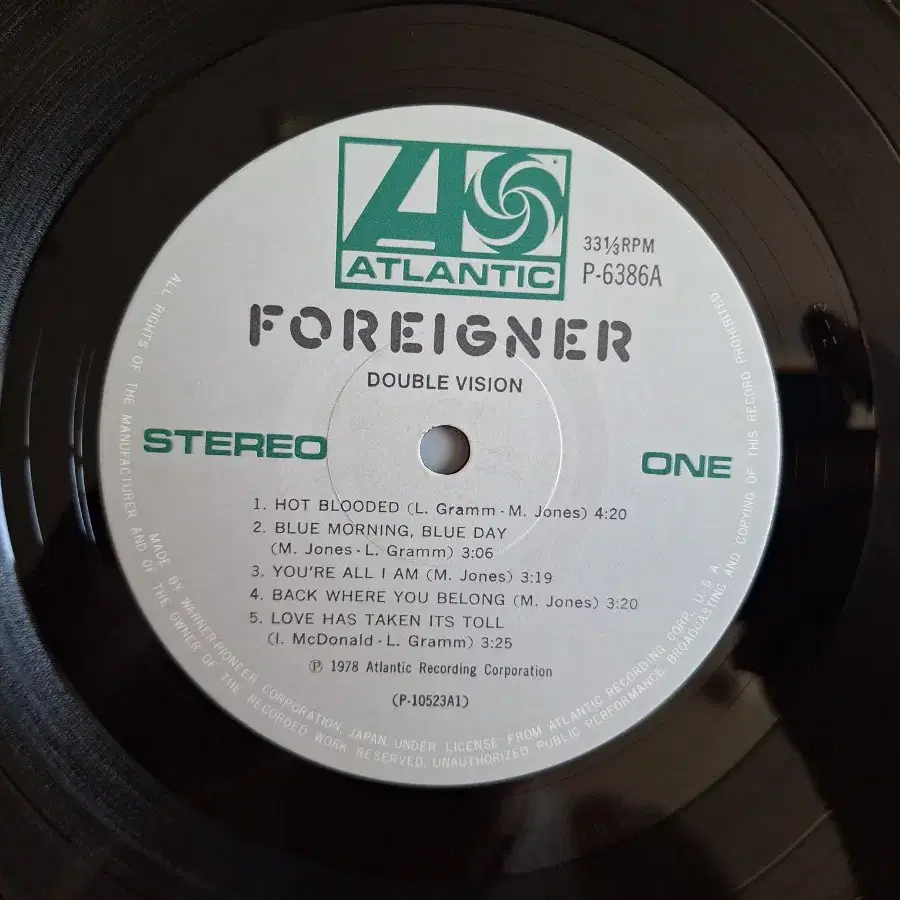 ATLANTIC
33⅓RPM
P-6386A
FOREIGNER
DOUBLE VISION
STEREO
ONE
1. HOT BLOODED (L. Gramm - M. Jones) 4:20
2. BLUE MORNING, BLUE DAY
(M. Jones - L. Gramm) 3:06
3. YOU'RE ALL I AM (M. Jones) 3:19
4. BACK WHERE YOU BELONG (M. Jones) 3:20
5. LOVE HAS TAKEN ITS TOLL
(I. McDonald - L. Gramm) 3:25
℗ 1978 Atlantic Recording Corporation
(P-10523A1)
MADE BY WARNER-PIONEER CORPORATION, JAPAN, UNDER LICENSE FROM ATLANTIC RECORDING CORP., U.S.A.
ALL RIGHTS OF THE MANUFACTURER AND OF THE OWNER OF THE RECORDED WORK RESERVED. UNAUTHORIZED PUBLIC PERFORMANCE, BROADCASTING AND COPYING OF THIS RECORD PROHIBITED